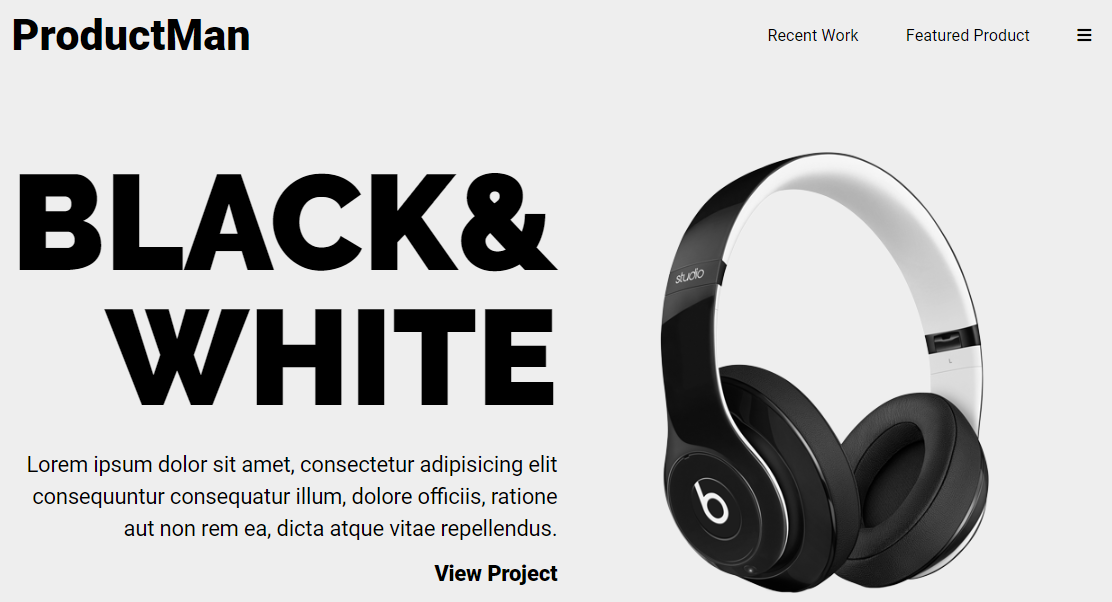 ProductMan
Recent Work
Featured Product
BLACK&
WHITE
studio
L
Lorem ipsum dolor sit amet, consectetur adipisicing elit
consequuntur consequatur illum, dolore officiis, ratione
aut non rem ea, dicta atque vitae repellendus.
b
View Project